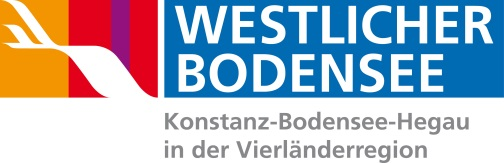 WESTLICHER
BODENSEE
Konstanz-Bodensee-Hegau
in der Vierländerregion